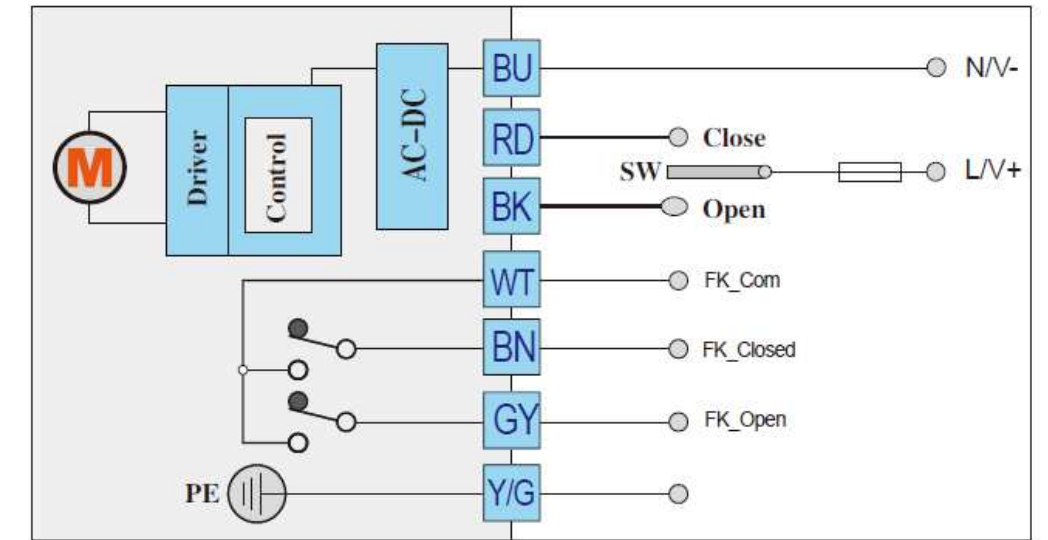 BU
N/V-
AC-DC
RD
Close
Driver
Control
M
SW
L/V+
BK
Open
WT
FK_Com
BN
FK_Closed
GY
FK_Open
PE
Y/G